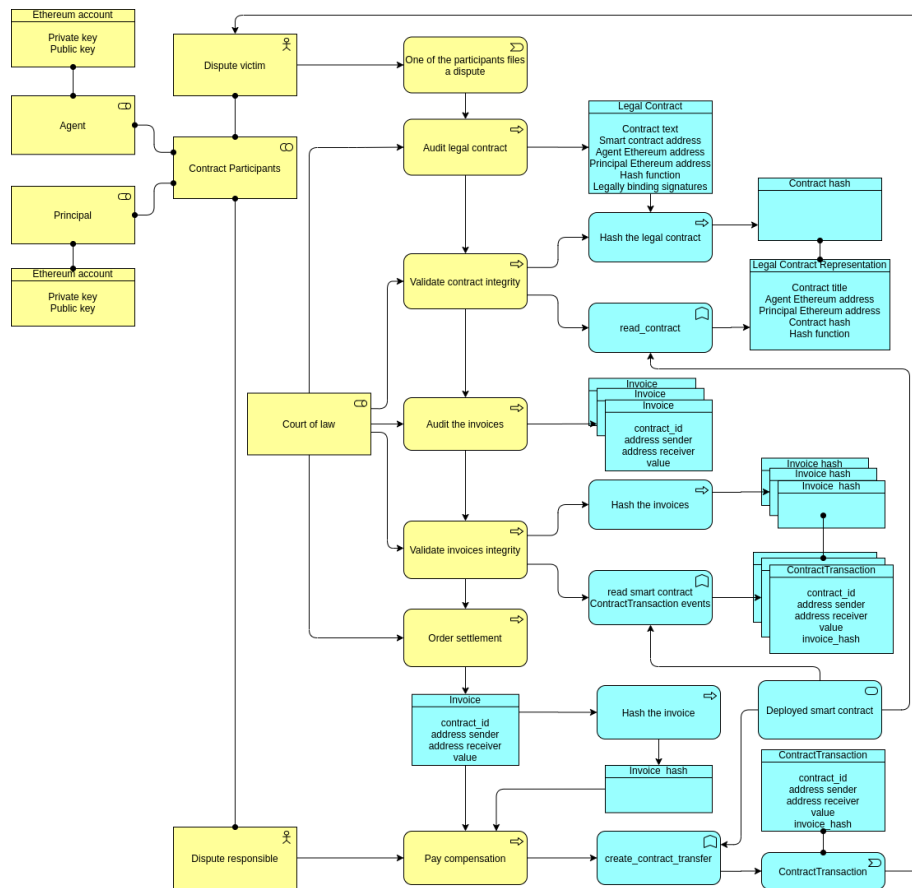 Ethereum account
Private key
Public key
Agent
Principal
Ethereum account
Private key
Public key
Dispute victim
Contract Participants
One of the participants files
a dispute
Audit legal contract
Legal Contract
Contract text
Smart contract address
Agent Ethereum address
Principal Ethereum address
Hash function
Legally binding signatures
Contract hash
Hash the legal contract
Validate contract integrity
Legal Contract Representation
Contract title
Agent Ethereum address
Principal Ethereum address
Contract hash
Hash function
read_contract
Court of law
Audit the invoices
Invoice
Invoice
Invoice
contract_id
address sender
address receiver
value
Hash the invoices
Invoice hash
Invoice hash
Invoice hash
Validate invoices integrity
read smart contract
ContractTransaction events
ContractTransaction
contract_id
address sender
address receiver
value
invoice_hash
Order settlement
Invoice
contract_id
address sender
address receiver
value
Hash the invoice
Deployed smart contract
Invoice hash
ContractTransaction
contract_id
address sender
address receiver
value
invoice_hash
Dispute responsible
Pay compensation
create_contract_transfer
ContractTransaction